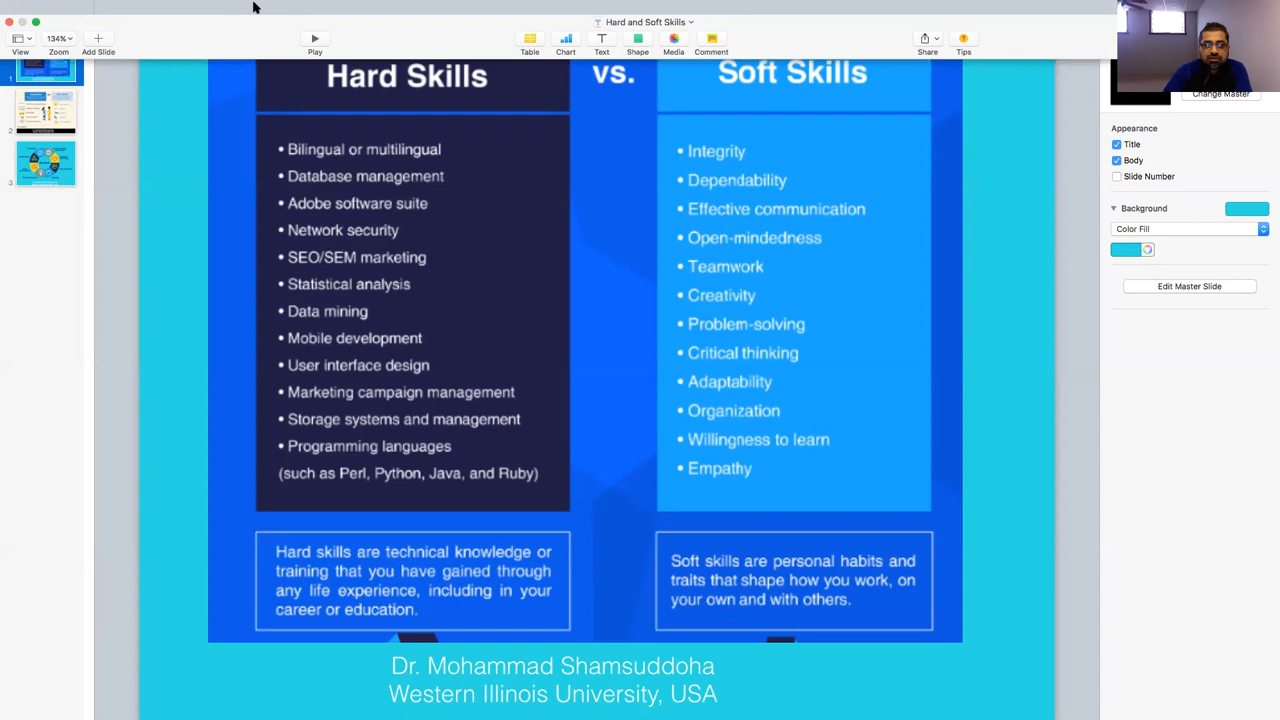 Hard and Soft Skills
View
134%
Zoom
Add Slide
Play
Table
Chart
Text
Shape
Media
Comment
Share
Tips
Change Master
1
2
3
Hard Skills
vs.
Soft Skills
• Bilingual or multilingual
• Database management
• Adobe software suite
• Network security
• SEO/SEM marketing
• Statistical analysis
• Data mining
• Mobile development
• User interface design
• Marketing campaign management
• Storage systems and management
• Programming languages
(such as Perl, Python, Java, and Ruby)
• Integrity
• Dependability
• Effective communication
• Open-mindedness
• Teamwork
• Creativity
• Problem-solving
• Critical thinking
• Adaptability
• Organization
• Willingness to learn
• Empathy
Hard skills are technical knowledge or
training that you have gained through
any life experience, including in your
career or education.
Soft skills are personal habits and
traits that shape how you work, on
your own and with others.
Dr. Mohammad Shamsuddoha
Western Illinois University, USA
Appearance
Title
Body
Slide Number
Background
Color Fill
Edit Master Slide